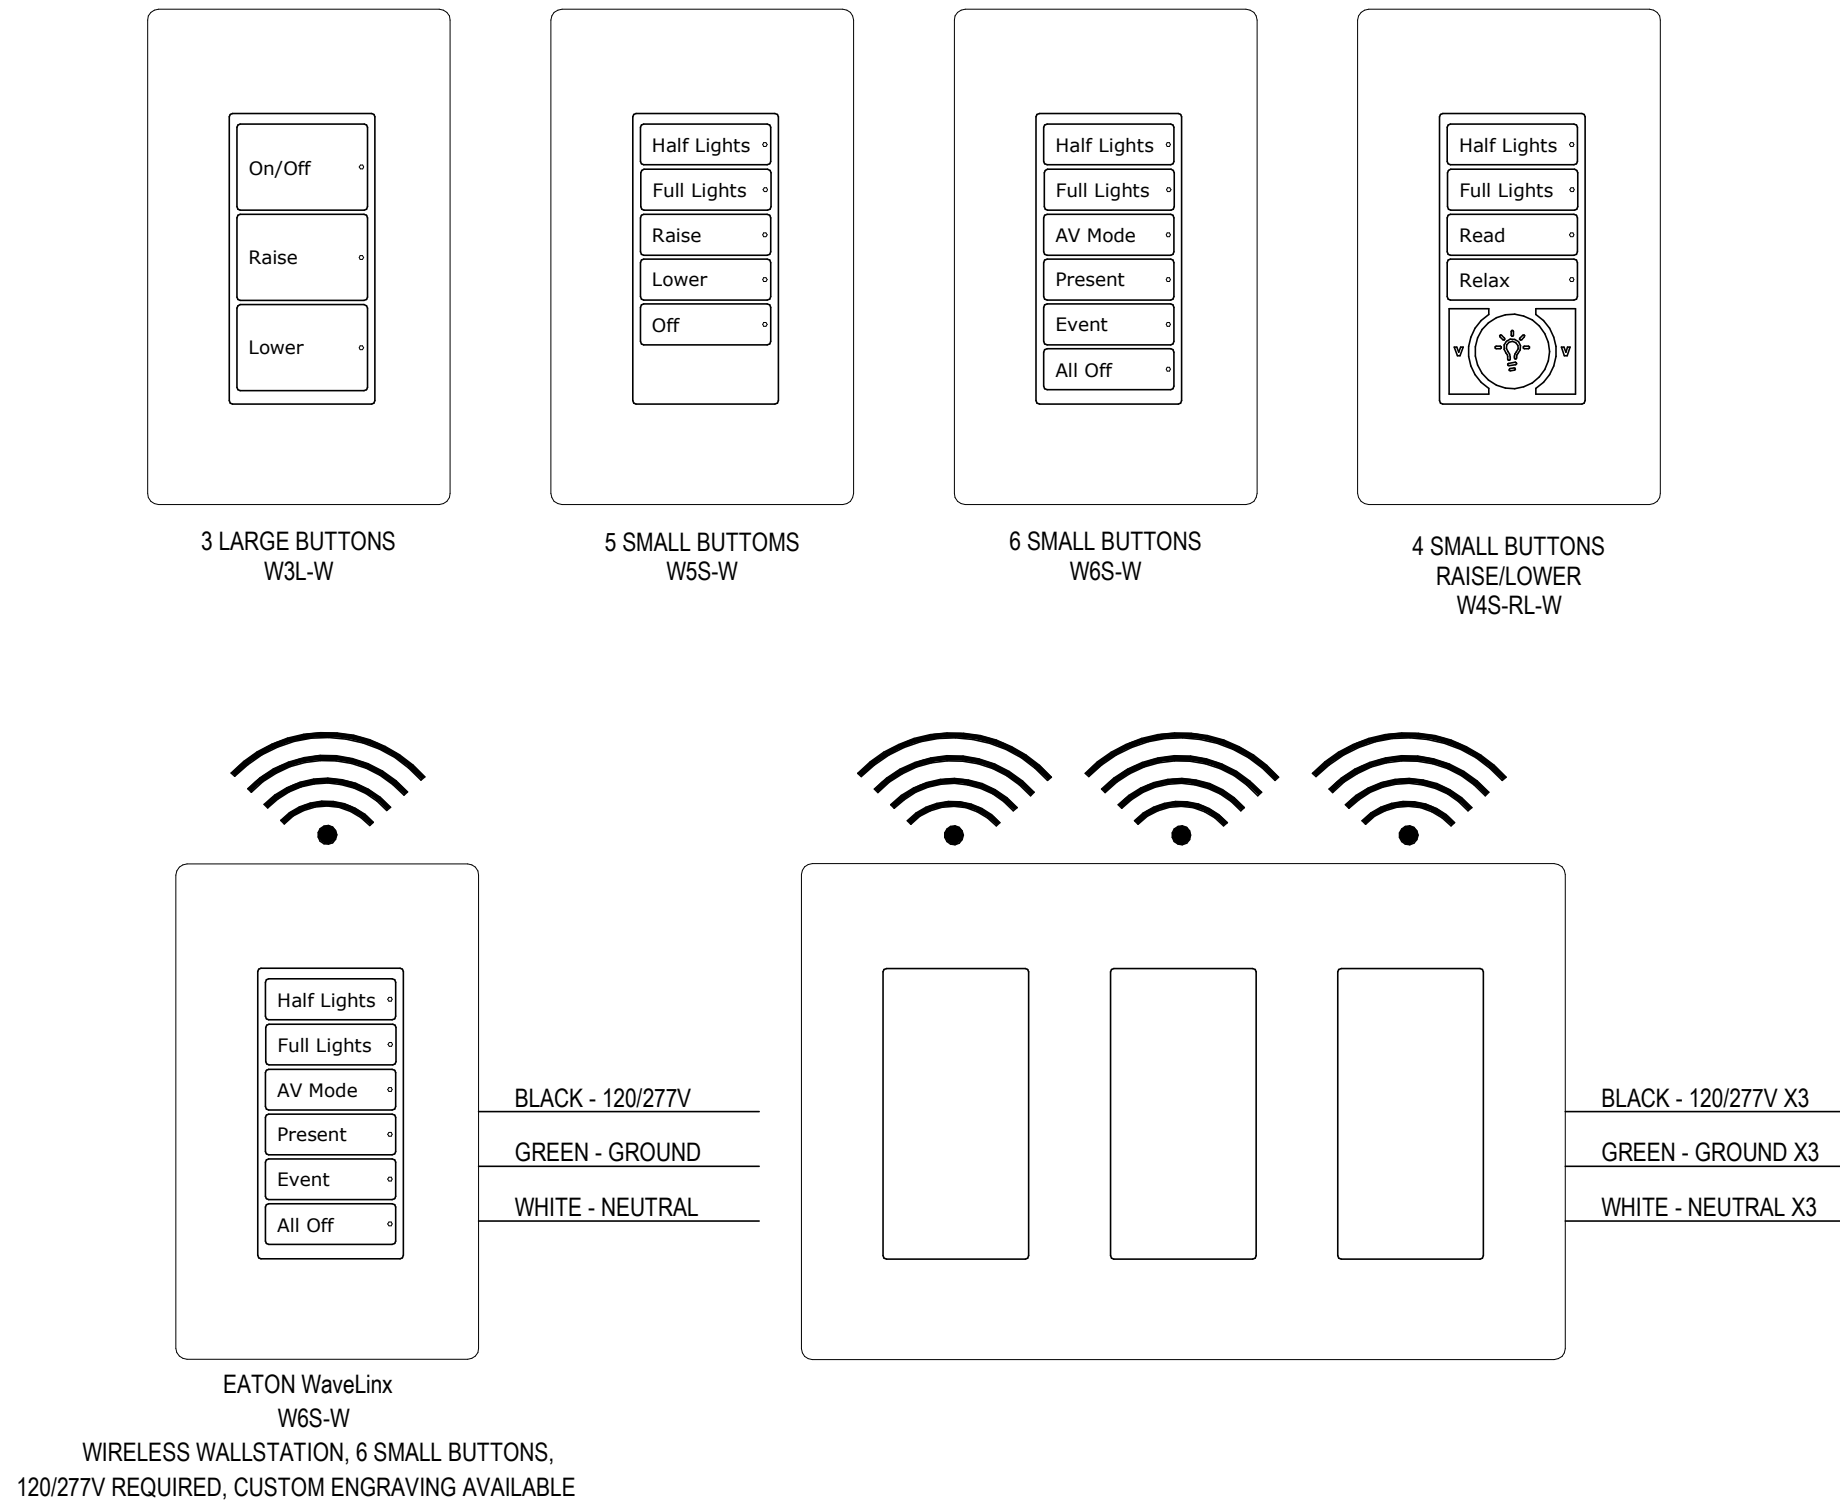 On/Off
Raise
Lower
3 LARGE BUTTONS
W3L-W
Half Lights
Full Lights
Raise
Lower
Off
5 SMALL BUTTOMS
W5S-W
Half Lights
Full Lights
AV Mode
Present
Event
All Off
6 SMALL BUTTONS
W6S-W
Half Lights
Full Lights
Read
Relax
V V
4 SMALL BUTTONS
RAISE/LOWER
W4S-RL-W
Half Lights
Full Lights
AV Mode
Present
Event
All Off
BLACK - 120/277V
GREEN - GROUND
WHITE - NEUTRAL
EATON WaveLinx
W6S-W
WIRELESS WALLSTATION, 6 SMALL BUTTONS,
120/277V REQUIRED, CUSTOM ENGRAVING AVAILABLE
BLACK - 120/277V X3
GREEN - GROUND X3
WHITE - NEUTRAL X3